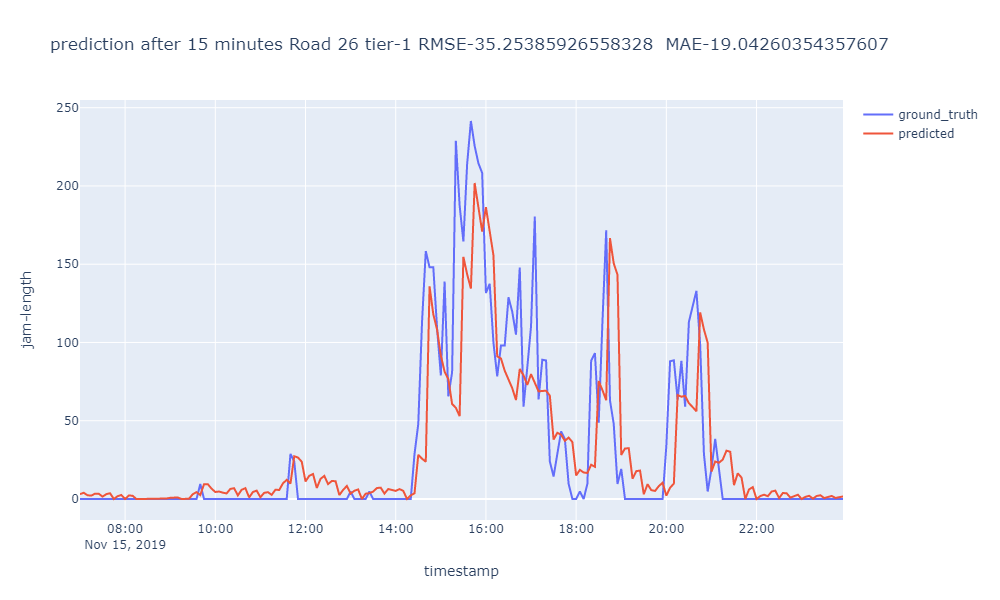 prediction after 15 minutes Road 26 tier-1 RMSE-35.25385926558328  MAE-19.04260354357607
ground_truth
predicted
250
200
150
100
50
0
jam-length
08:00 10:00 12:00 14:00 16:00 18:00 20:00 22:00
Nov 15, 2019
timestamp